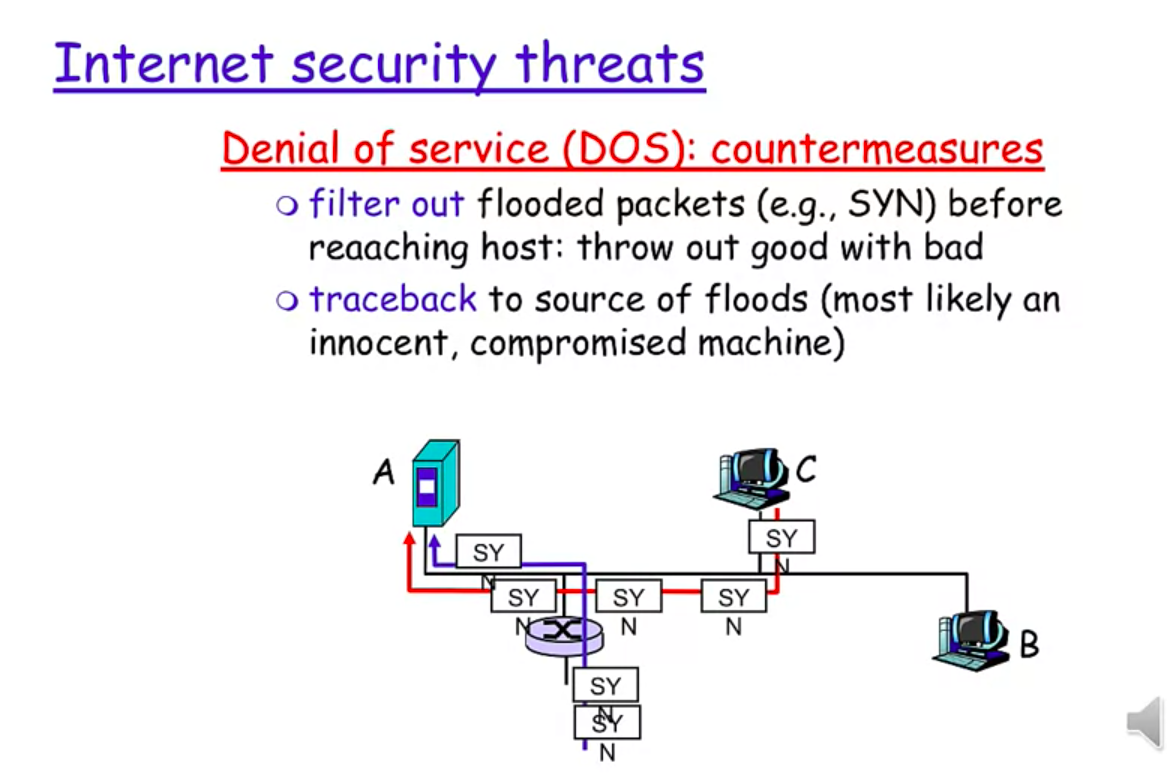 Internet security threats
Denial of service (DOS): countermeasures
filter out flooded packets (e.g., SYN) before
reaaching host: throw out good with bad
traceback to source of floods (most likely an
innocent, compromised machine)
A
C
SY
N
SY
N
SY
N
SY
N
SY
N
B
SY
N
SY
N